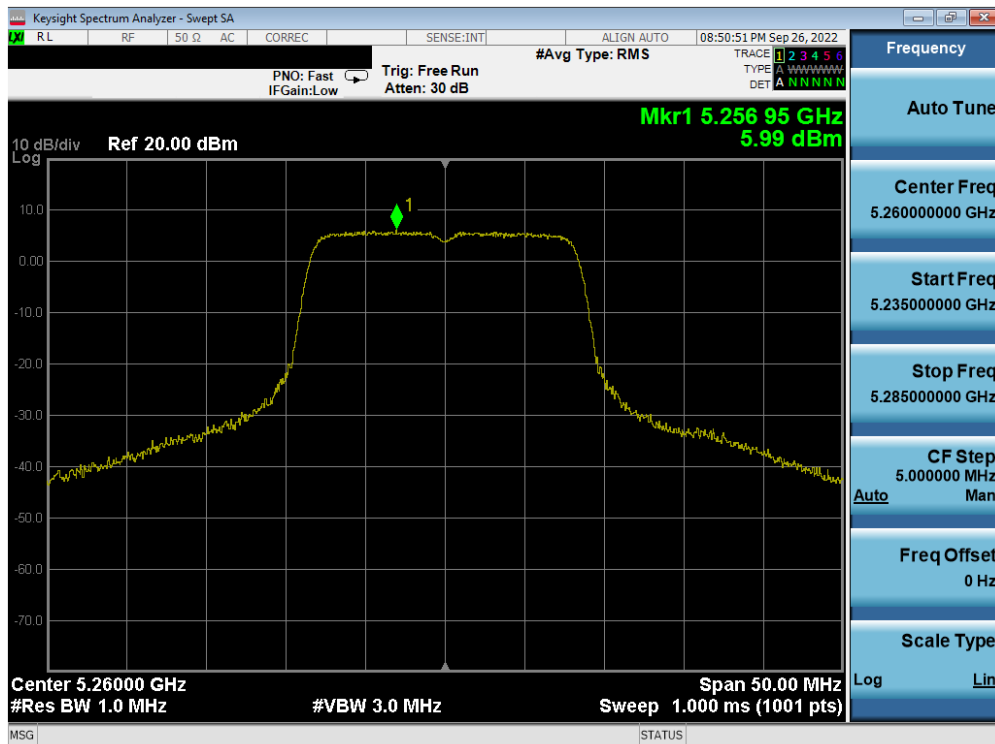 Keysight Spectrum Analyzer - Swept SA
LXI RL RF 50 Ω AC CORREC SENSE:INT ALIGN AUTO 08:50:51 PM Sep 26, 2022
#Avg Type: RMS
TRACE 1 2 3 4 5 6
PNO: Fast Trig: Free Run
TYPE A WWWWW
IFGain:Low Atten: 30 dB
DET A N N N N N
Mkr1 5.256 95 GHz
5.99 dBm
10 dB/div Ref 20.00 dBm
Log
1
10.0
0.00
-10.0
-20.0
-30.0
-40.0
-50.0
-60.0
-70.0
Center 5.26000 GHz Span 50.00 MHz
#Res BW 1.0 MHz #VBW 3.0 MHz Sweep 1.000 ms (1001 pts)
MSG STATUS
Frequency
Auto Tune
Center Freq
5.260000000 GHz
Start Freq
5.235000000 GHz
Stop Freq
5.285000000 GHz
CF Step
5.000000 MHz
Auto Man
Freq Offset
0 Hz
Scale Type
Log Lin